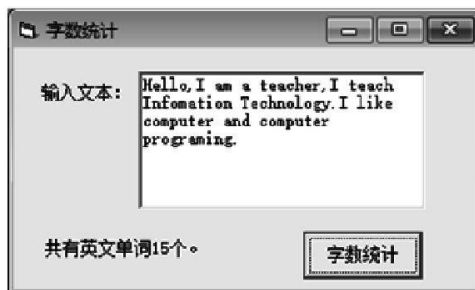 字数统计
输入文本:
Hello,I am a teacher,I teach
Infomation Technology.I like
computer and computer
programing.
共有英文单词15个。
字数统计